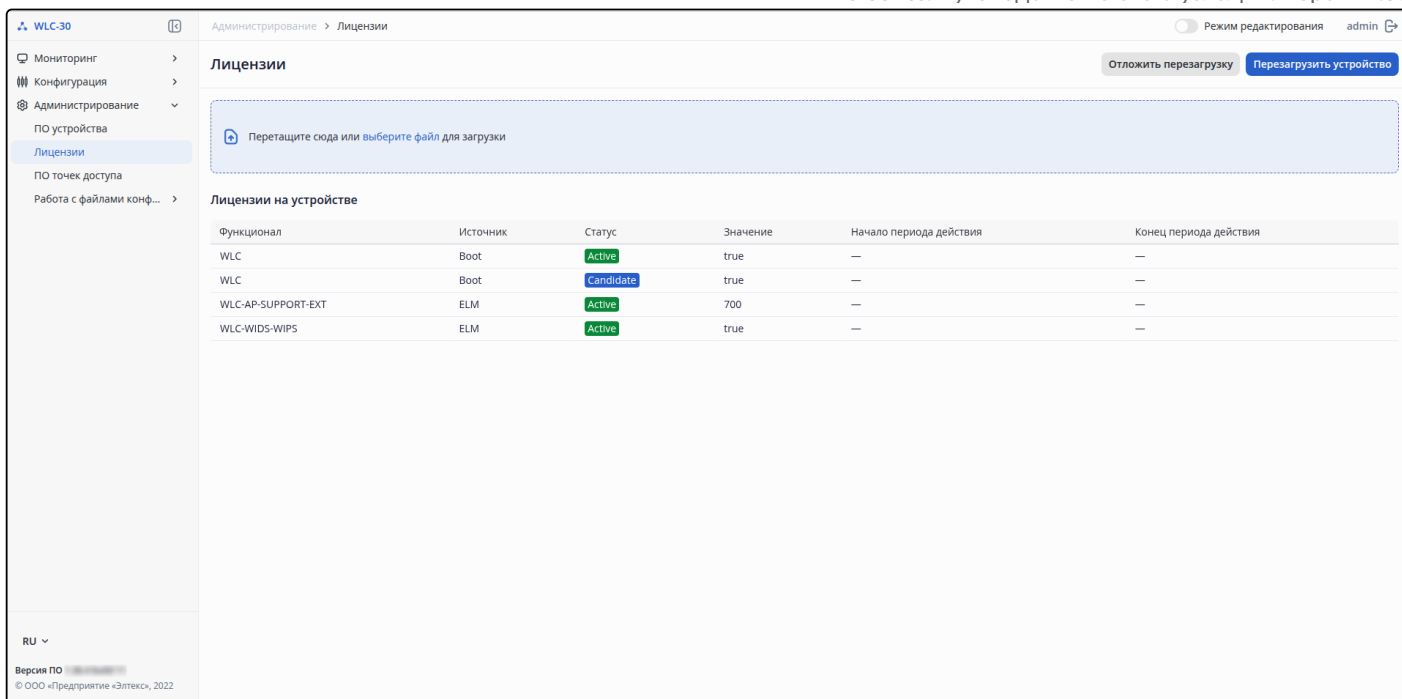 WLC-30
Администрирование > Лицензии
Режим редактирования
admin
Мониторинг
Конфигурация
Администрирование
ПО устройства
Лицензии
ПО точек доступа
Работа с файлами конф...
Лицензии
Отложить перезагрузку
Перезагрузить устройство
Перетащите сюда или выберите файл для загрузки
Лицензии на устройстве
Функционал Источник Статус Значение Начало периода действия Конец периода действия
WLC Boot Active true — —
WLC Boot Candidate true — —
WLC-AP-SUPPORT-EXT ELM Active 700 — —
WLC-WIDS-WIPS ELM Active true — —
RU
Версия ПО
© ООО «Предприятие «Элтекс», 2022